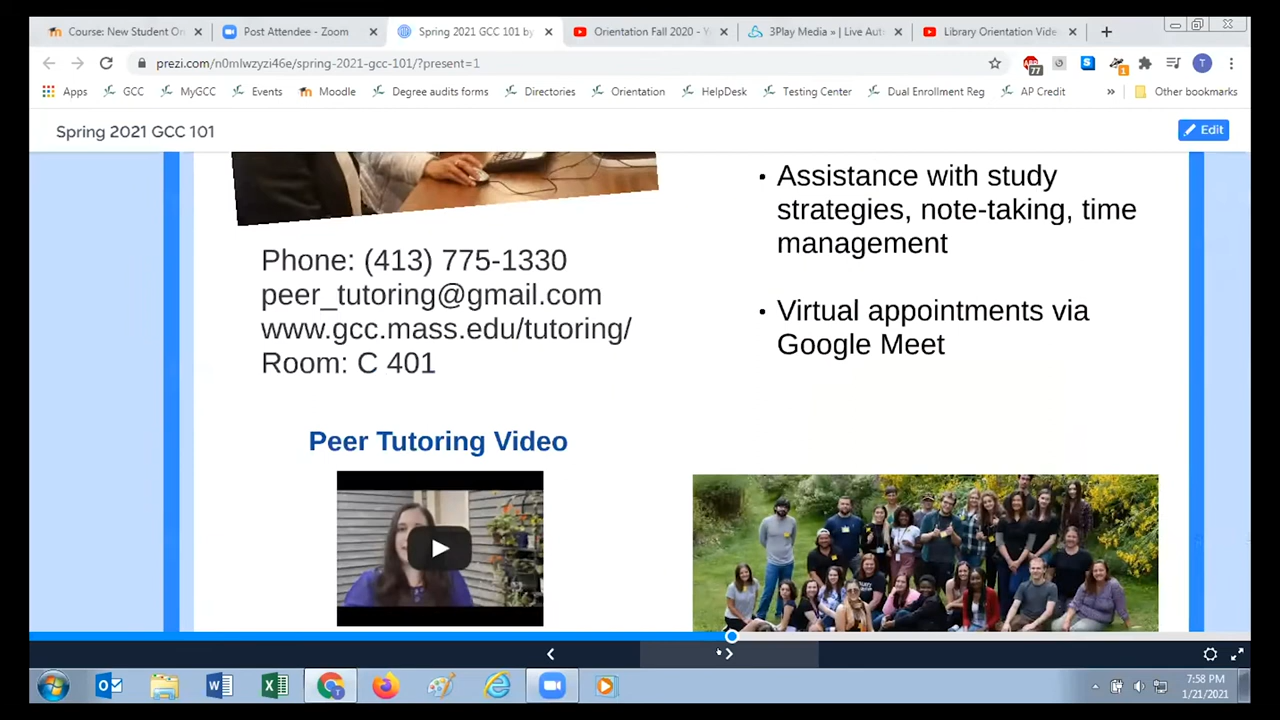 Course: New Student On
Post Attendee - Zoom
Spring 2021 GCC 101 by
Orientation Fall 2020 - Y
3Play Media » | Live Aut
Library Orientation Vide
prezi.com/n0mlwzyzi46e/spring-2021-gcc-101/?present=1
77
1
T
Apps
GCC
MyGCC
Events
Moodle
Degree audits forms
Directories
Orientation
HelpDesk
Testing Center
Dual Enrollment Reg
AP Credit
»
Other bookmarks
Spring 2021 GCC 101
Edit
• Assistance with study
strategies, note-taking, time
management
Phone: (413) 775-1330
peer_tutoring@gmail.com
www.gcc.mass.edu/tutoring/
Room: C 401
• Virtual appointments via
Google Meet
Peer Tutoring Video
7:58 PM
1/21/2021